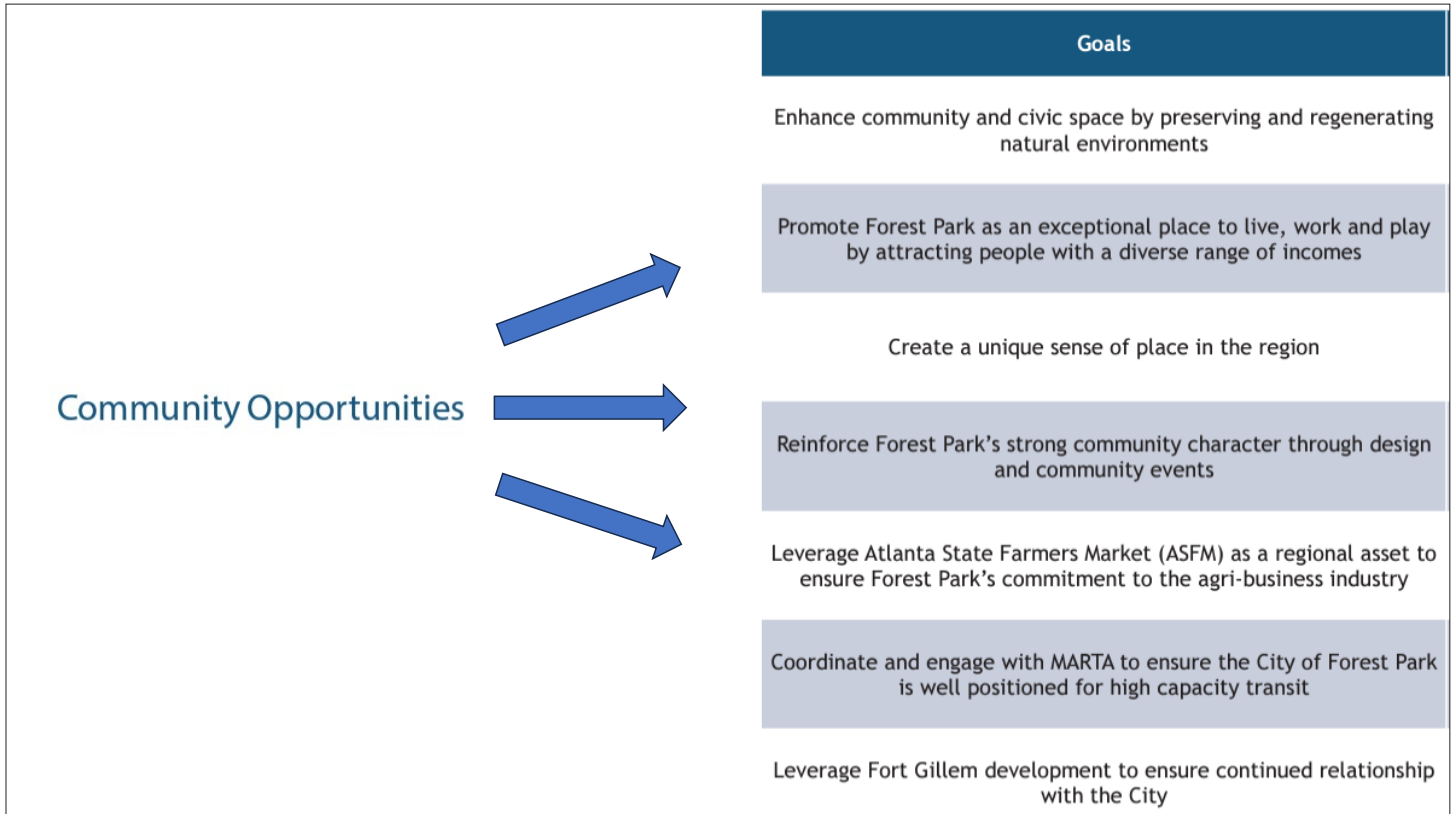 Community Opportunities
Goals
Enhance community and civic space by preserving and regenerating
natural environments
Promote Forest Park as an exceptional place to live, work and play
by attracting people with a diverse range of incomes
Create a unique sense of place in the region
Reinforce Forest Park’s strong community character through design
and community events
Leverage Atlanta State Farmers Market (ASFM) as a regional asset to
ensure Forest Park’s commitment to the agri-business industry
Coordinate and engage with MARTA to ensure the City of Forest Park
is well positioned for high capacity transit
Leverage Fort Gillem development to ensure continued relationship
with the City